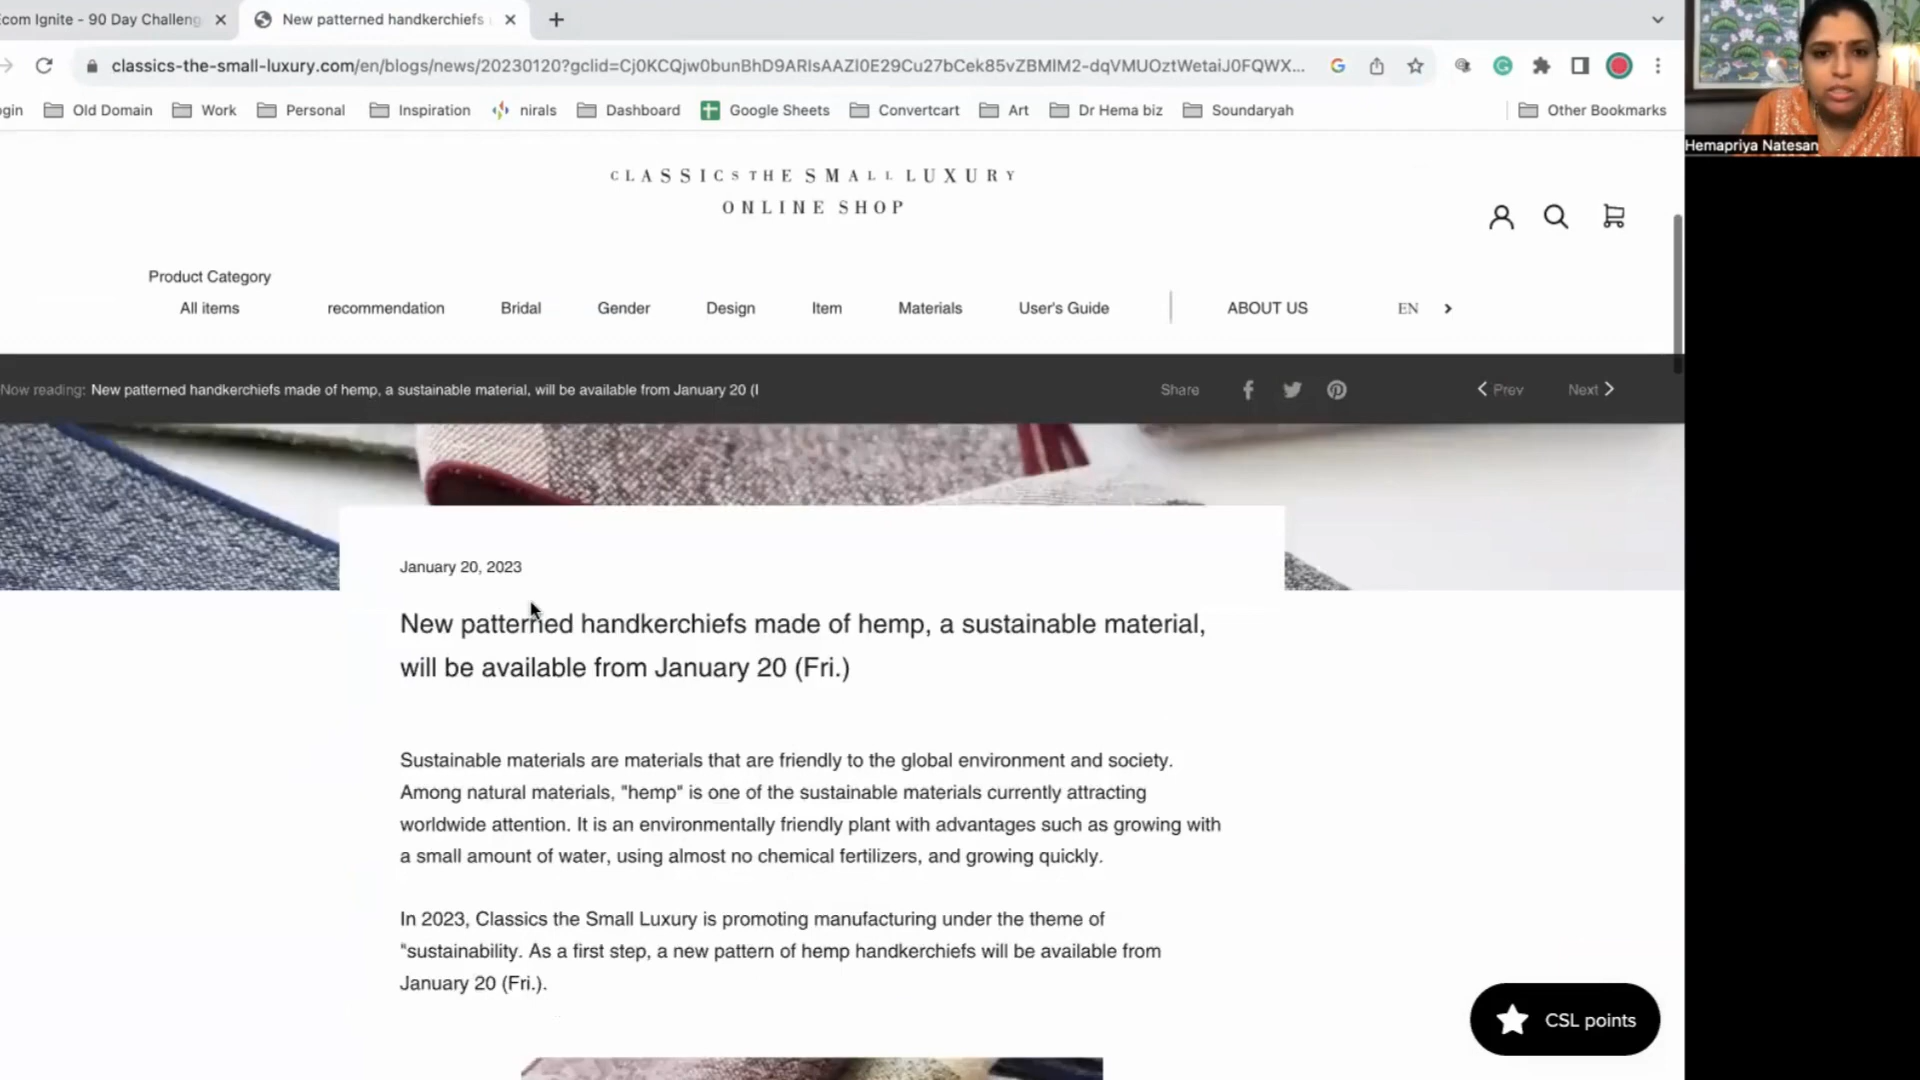 Ecom Ignite - 90 Day Challeng
New patterned handkerchiefs
classics-the-small-luxury.com/en/blogs/news/20230120?gclid=Cj0KCQjw0bunBhD9ARIsAAZl0E29Cu27bCek85vZBMlM2-dqVMUOztWetaiJ0FQWX...
ogin Old Domain Work Personal Inspiration nirals Dashboard Google Sheets Convertcart Art Dr Hema biz Soundaryah Other Bookmarks
Hemapriya Natesan
CLASSICS THE SMALL LUXURY
ONLINE SHOP
Product Category
All items recommendation Bridal Gender Design Item Materials User's Guide ABOUT US EN
Now reading: New patterned handkerchiefs made of hemp, a sustainable material, will be available from January 20 (I
Share Prev Next
January 20, 2023
New patterned handkerchiefs made of hemp, a sustainable material,
will be available from January 20 (Fri.)
Sustainable materials are materials that are friendly to the global environment and society.
Among natural materials, "hemp" is one of the sustainable materials currently attracting
worldwide attention. It is an environmentally friendly plant with advantages such as growing with
a small amount of water, using almost no chemical fertilizers, and growing quickly.
In 2023, Classics the Small Luxury is promoting manufacturing under the theme of
"sustainability. As a first step, a new pattern of hemp handkerchiefs will be available from
January 20 (Fri.).
CSL points